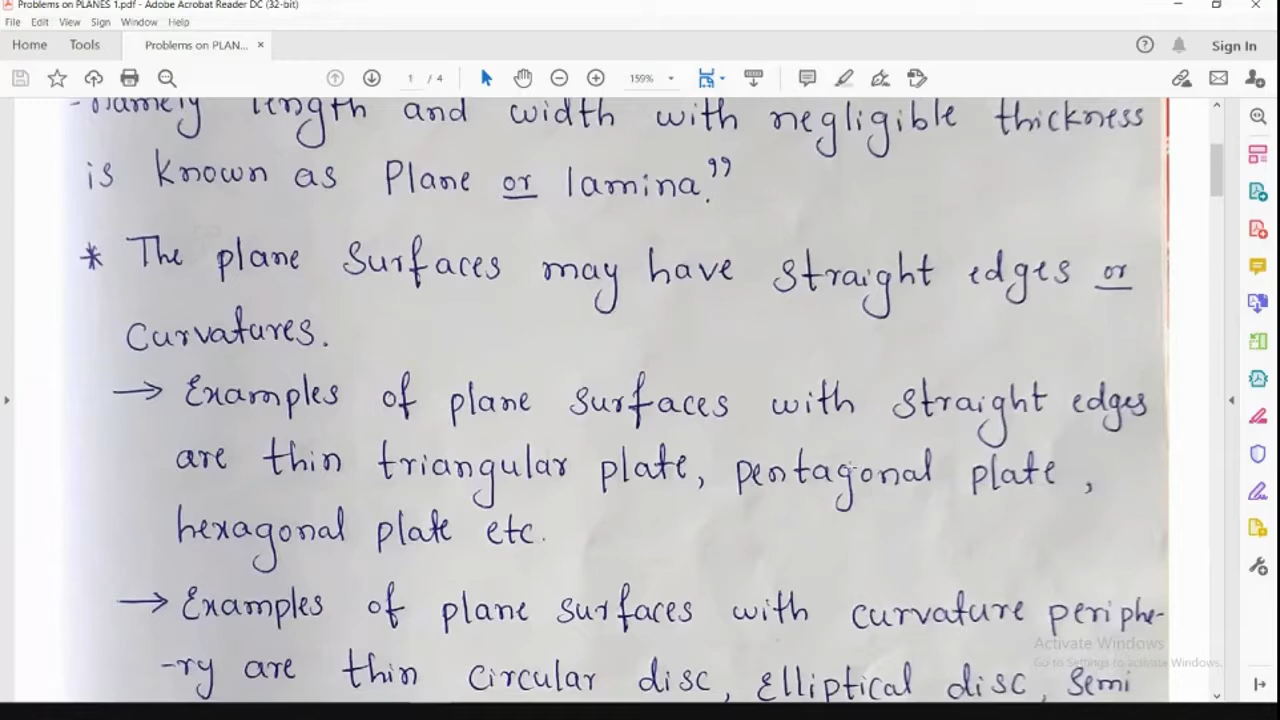 Problems on PLANES 1.pdf - Adobe Acrobat Reader DC (32-bit)
File Edit View Sign Window Help
Home Tools Problems on PLAN... ×
1 / 4 159%
Sign In
-namely length and width with negligible thickness
is known as Plane or lamina."
* The plane surfaces may have straight edges or
curvatures.
→ Examples of plane surfaces with straight edges
are thin triangular plate, pentagonal plate,
hexagonal plate etc.
→ Examples of plane surfaces with curvature periphe-
-ry are thin circular disc, Elliptical disc, Semi
Activate Windows
Go to Settings to activate Windows.